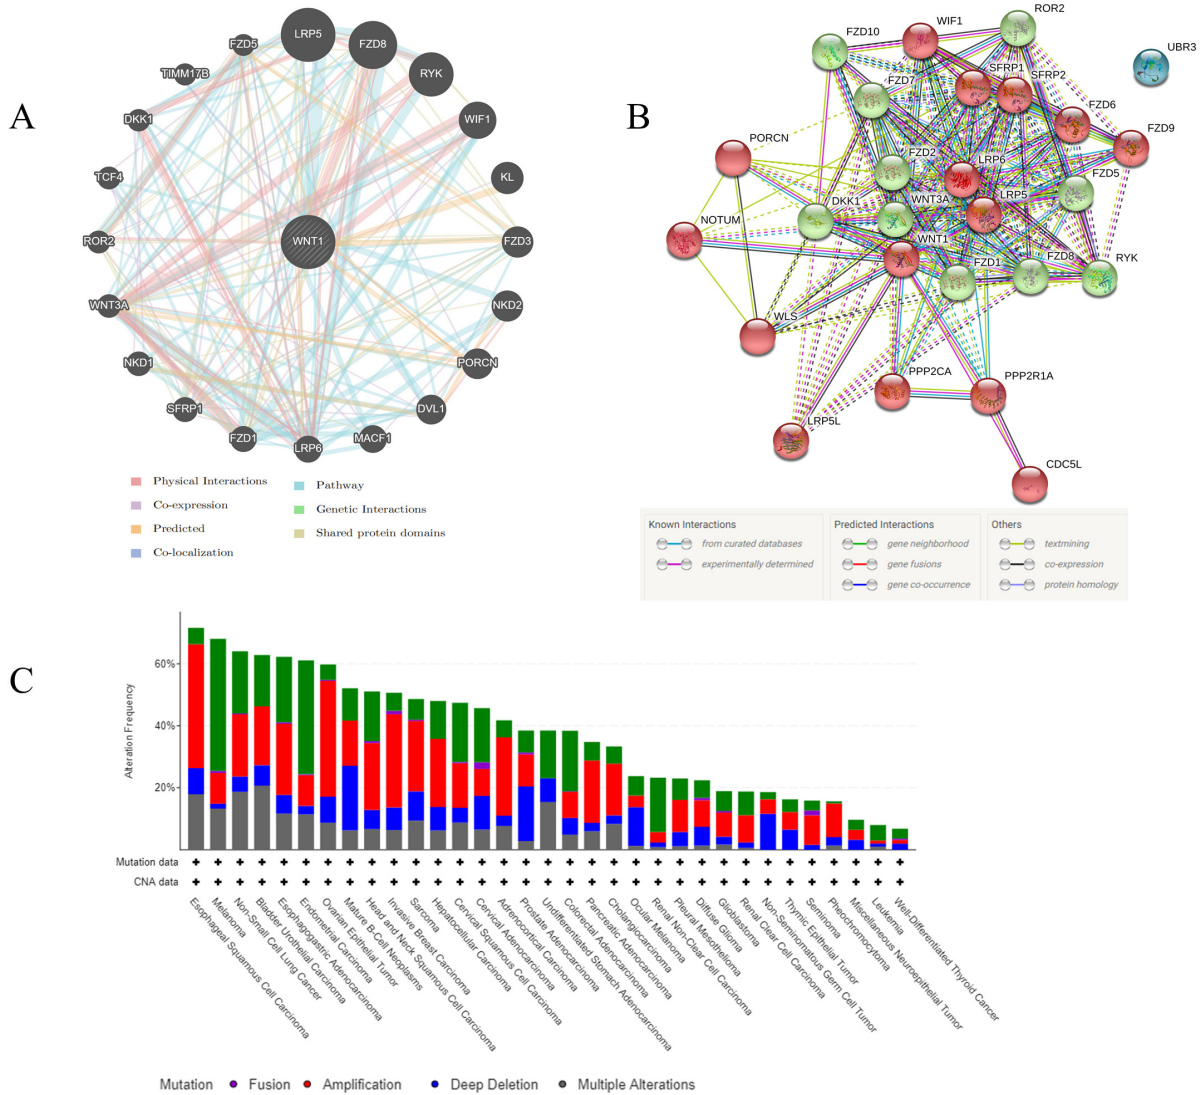 A
LRP5
FZD8
RYK
WIF1
KL
FZD3
NKD2
PORCN
DVL1
MACF1
LRP6
FZD1
SFRP1
NKD1
WNT3A
ROR2
TCF4
DKK1
TIMM17B
FZD5
WNT1
Physical Interactions
Co-expression
Predicted
Co-localization
Pathway
Genetic Interactions
Shared protein domains
B
ROR2
WIF1
FZD10
UBR3
SFRP1
SFRP2
FZD7
FZD6
FZD9
PORCN
FZD2
LRP6
FZD5
DKK1
WNT3A
LRP5
NOTUM
WNT1
FZD1
FZD8
RYK
WLS
PPP2CA
PPP2R1A
LRP5L
CDC5L
Known Interactions
from curated databases
experimentally determined
Predicted Interactions
gene neighborhood
gene fusions
gene co-occurrence
Others
textmining
co-expression
protein homology
C
Alteration Frequency
60%
40%
20%
Mutation data
+ + + + + + + + + + + + + + + + + + + + + + + + + + + + + + + + +
CNA data
+ + + + + + + + + + + + + + + + + + + + + + + + + + + + + + + + +
Esophageal Squamous Cell Carcinoma
Melanoma
Non-Small Cell Lung Cancer
Bladder Urothelial Carcinoma
Esophagogastric Adenocarcinoma
Endometrial Carcinoma
Ovarian Epithelial Tumor
Mature B-Cell Neoplasms
Head and Neck Squamous Cell Carcinoma
Invasive Breast Carcinoma
Sarcoma
Hepatocellular Carcinoma
Cervical Squamous Cell Carcinoma
Cervical Adenocarcinoma
Adrenocortical Carcinoma
Prostate Adenocarcinoma
Undifferentiated Stomach Adenocarcinoma
Colorectal Adenocarcinoma
Pancreatic Adenocarcinoma
Cholangiocarcinoma
Ocular Melanoma
Renal Non-Clear Cell Carcinoma
Pleural Mesothelioma
Diffuse Glioma
Glioblastoma
Renal Clear Cell Carcinoma
Non-Seminomatous Germ Cell Tumor
Thymic Epithelial Tumor
Seminoma
Pheochromocytoma
Miscellaneous Neuroepithelial Tumor
Leukemia
Well-Differentiated Thyroid Cancer
Mutation
Fusion
Amplification
Deep Deletion
Multiple Alterations